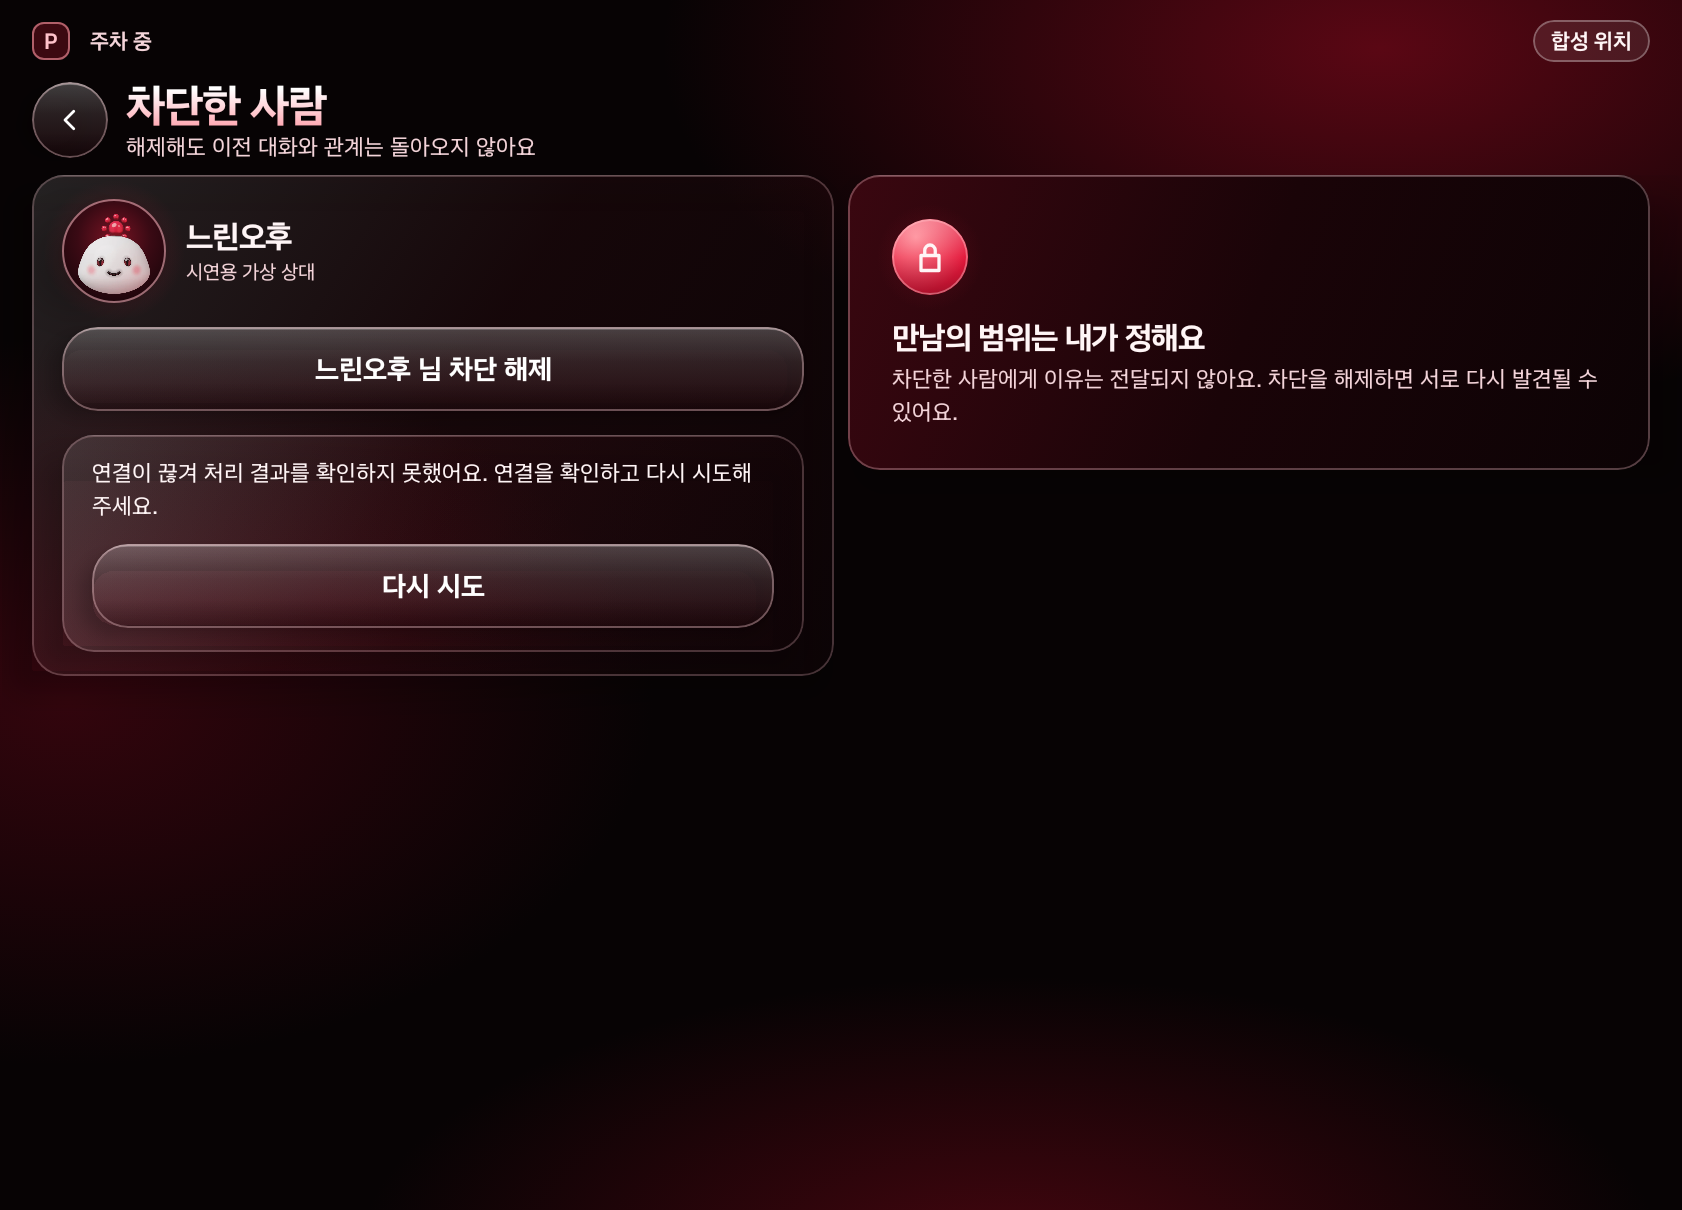 P 주차 중
합성 위치
차단한 사람
해제해도 이전 대화와 관계는 돌아오지 않아요
느린오후
시연용 가상 상대
느린오후 님 차단 해제
연결이 끊겨 처리 결과를 확인하지 못했어요. 연결을 확인하고 다시 시도해
주세요.
다시 시도
만남의 범위는 내가 정해요
차단한 사람에게 이유는 전달되지 않아요. 차단을 해제하면 서로 다시 발견될 수
있어요.